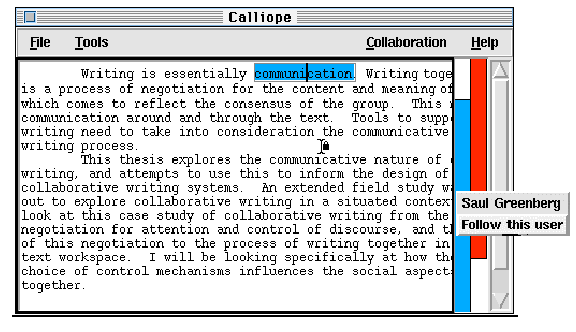 Calliope
File Tools Collaboration Help
Writing is essentially communication. Writing toge
is a process of negotiation for the content and meaning of
which comes to reflect the consensus of the group. This
communication around and through the text. Tools to supp
writing need to take into consideration the communicative
writing process.
This thesis explores the communicative nature of
writing, and attempts to use this to inform the design of
collaborative writing systems. An extended field study wa
out to explore collaborative writing in a situated context
look at this case study of collaborative writing from the
negotiation for attention and control of discourse, and th
of this negotiation to the process of writing together in
text workspace. I will be looking specifically at how the
choice of control mechanisms influences the social aspect
together.
Saul Greenberg
Follow this user